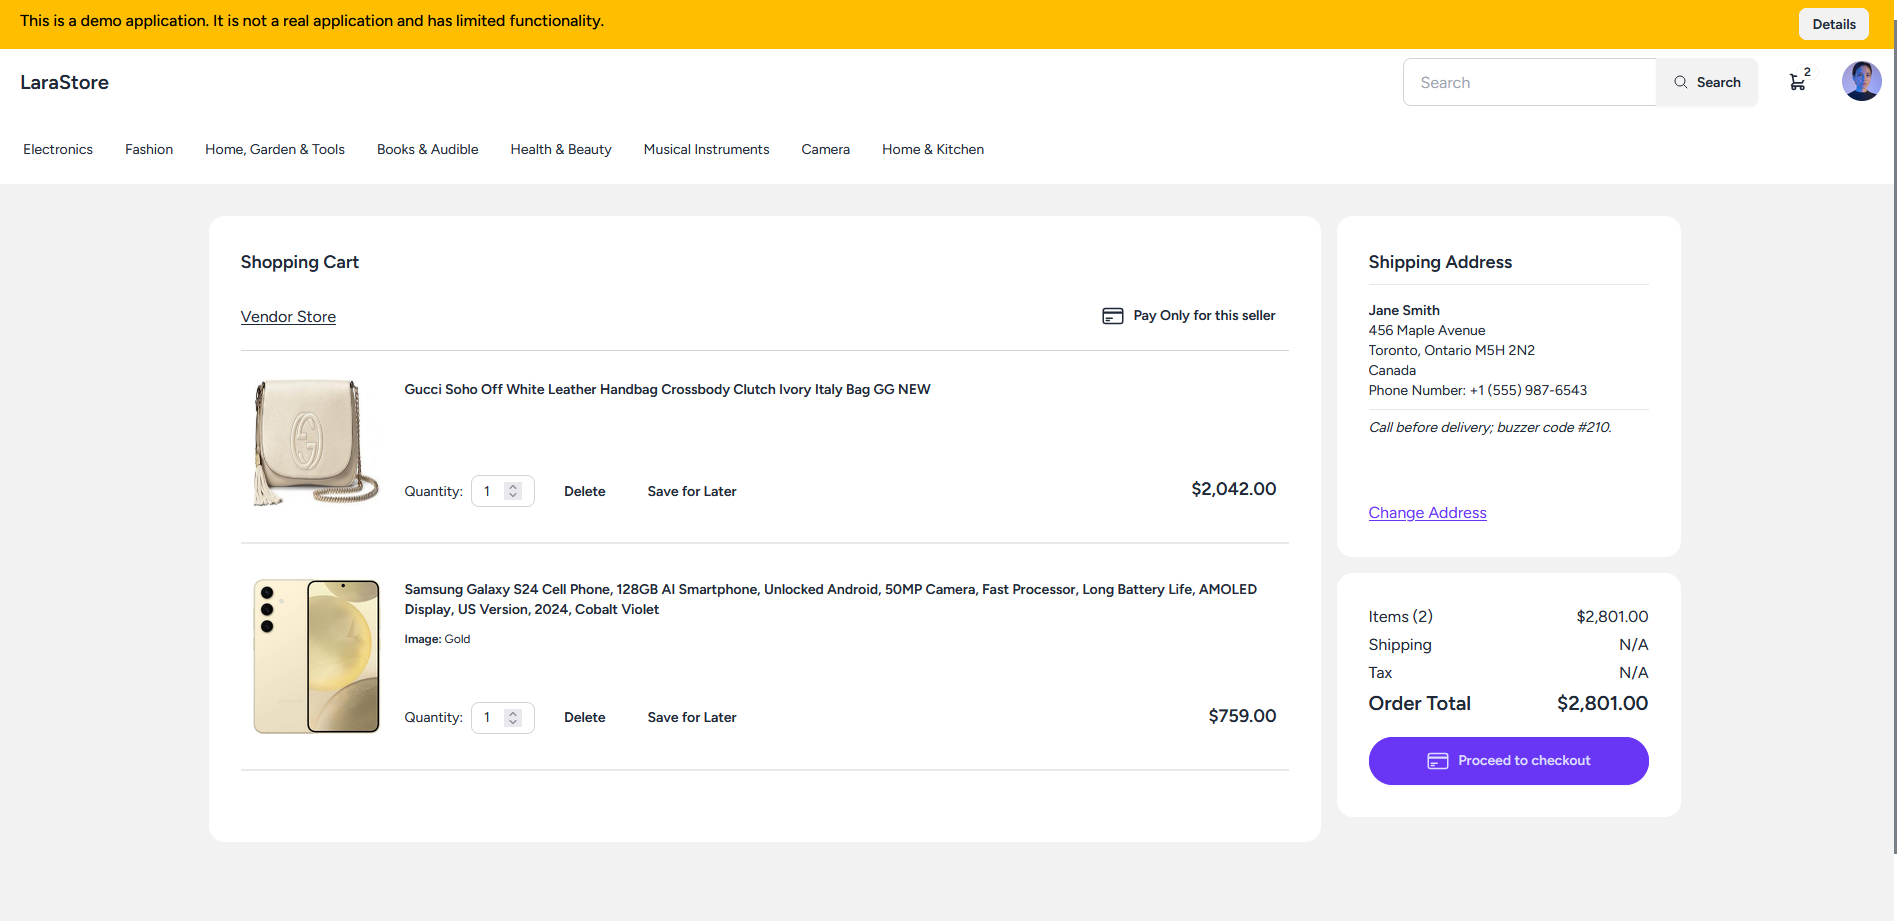 This is a demo application. It is not a real application and has limited functionality.
Details
LaraStore
Search
Search
2
Electronics
Fashion
Home, Garden & Tools
Books & Audible
Health & Beauty
Musical Instruments
Camera
Home & Kitchen
Shopping Cart
Vendor Store
Pay Only for this seller
Gucci Soho Off White Leather Handbag Crossbody Clutch Ivory Italy Bag GG NEW
Quantity: 1
Delete
Save for Later
$2,042.00
Samsung Galaxy S24 Cell Phone, 128GB AI Smartphone, Unlocked Android, 50MP Camera, Fast Processor, Long Battery Life, AMOLED
Display, US Version, 2024, Cobalt Violet
Image: Gold
Quantity: 1
Delete
Save for Later
$759.00
Shipping Address
Jane Smith
456 Maple Avenue
Toronto, Ontario M5H 2N2
Canada
Phone Number: +1 (555) 987-6543
Call before delivery; buzzer code #210.
Change Address
Items (2) $2,801.00
Shipping N/A
Tax N/A
Order Total $2,801.00
Proceed to checkout